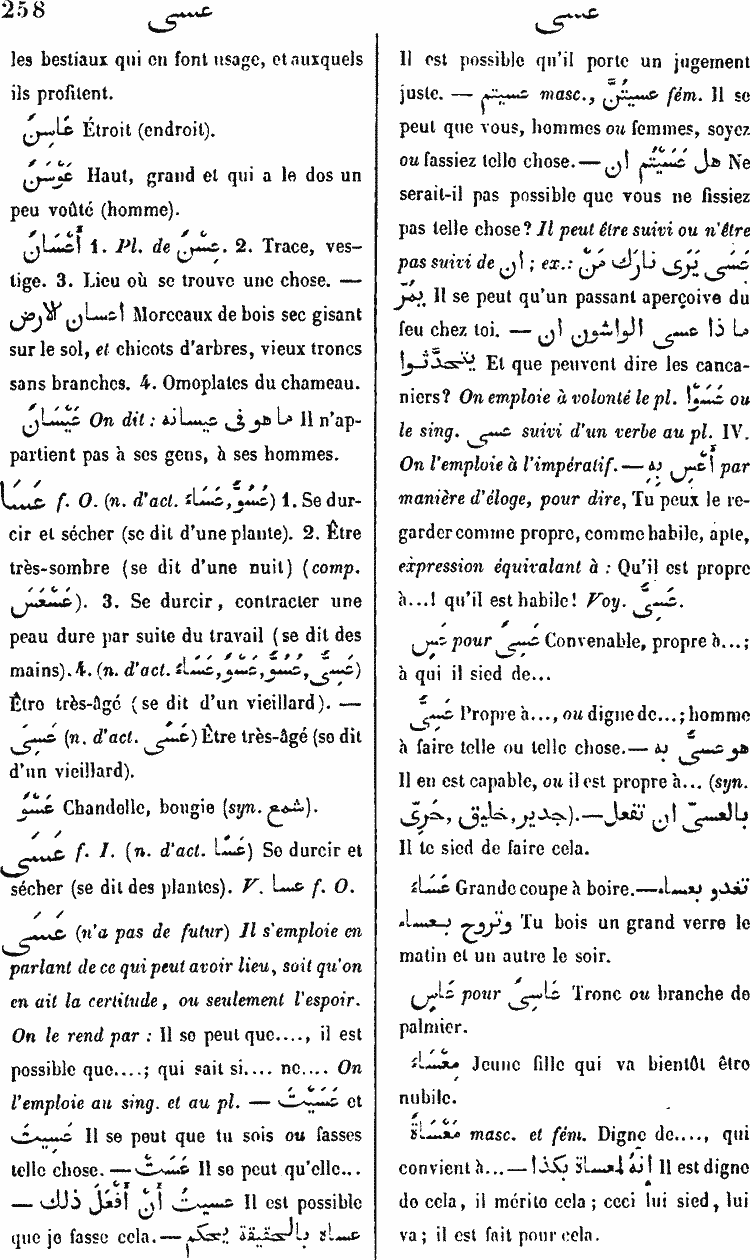 258
عسى
عسى
les bestiaux qui en font usage, et auxquels
ils profitent.
عَاسِنٌ Étroit (endroit).
عَوْسَنٌ Haut, grand et qui a le dos un
peu voûté (homme).
أَعْسَانٌ 1. Pl. de عِسْنٌ. 2. Trace, ves-
tige. 3. Lieu où se trouve une chose. —
اعسان الارض Morceaux de bois sec gisant
sur le sol, et chicots d'arbres, vieux troncs
sans branches. 4. Omoplates du chameau.
عَيْسَانٌ On dit : ما هو فى عيسانه Il n'ap-
partient pas à ses gens, à ses hommes.
عَسَا f. O. (n. d'act. عُسُوٌّ, عَسَاءٌ) 1. Se dur-
cir et sécher (se dit d'une plante). 2. Être
très-sombre (se dit d'une nuit) (comp.
عَسْعَسَ). 3. Se durcir, contracter une
peau dure par suite du travail (se dit des
mains). 4. (n. d'act. عُسِىٌّ, عُسُوٌّ, عَسْوٌ, عَسَاءٌ)
Être très-âgé (se dit d'un vieillard). —
عَسِىَ (n. d'act. عَسًى) Être très-âgé (se dit
d'un vieillard).
عَسْوٌ Chandelle, bougie (syn. شمع).
عَسَى f. I. (n. d'act. عَسًا) Se durcir et
sécher (se dit des plantes). V. عسا f. O.
عَسَى (n'a pas de futur) Il s'emploie en
parlant de ce qui peut avoir lieu, soit qu'on
en ait la certitude, ou seulement l'espoir.
On le rend par : Il se peut que...., il est
possible que....; qui sait si.... ne.... On
l'emploie au sing. et au pl. — عَسَيْتَ et
عَسِيتَ Il se peut que tu sois ou fasses
telle chose. — عَسَتْ Il se peut qu'elle...
— عسيتُ أَنْ أَفْعَلَ ذلك Il est possible
que je fasse cela. — عساه بالحقيقة يحكم
Il est possible qu'il porte un jugement
juste. — عسيتم masc., عسيتُنَّ fém. Il se
peut que vous, hommes ou femmes, soyez
ou fassiez telle chose. — هل عَسَيْتم ان Ne
serait-il pas possible que vous ne fissiez
pas telle chose? Il peut être suivi ou n'être
pas suivi de ان; ex.: عَسَى يَرَى نارَك مَنْ
يمُرّ Il se peut qu'un passant aperçoive du
feu chez toi. — ما ذا عسى الواشون ان
يتحدّثوا Et que peuvent dire les canca-
niers? On emploie à volonté le pl. عَسَوْا ou
le sing. عسى suivi d'un verbe au pl. IV.
On l'emploie à l'impératif. — أَعْسِ بِهِ par
manière d'éloge, pour dire, Tu peux le re-
garder comme propre, comme habile, apte,
expression équivalant à : Qu'il est propre
à...! qu'il est habile! Voy. عَسِىٌّ.
عَسٍ pour عَسِىٌ Convenable, propre à...;
à qui il sied de...
عَسِىٌّ Propre à..., ou digne de...; homme
à faire telle ou telle chose. — هو عسىٌّ به
Il en est capable, ou il est propre à... (syn.
جدير, خليق, حَرِىّ). — بالعسىّ ان تفعل
Il te sied de faire cela.
عَسَاءٌ Grande coupe à boire. — تغدو بعساء
وتروح بعساء Tu bois un grand verre le
matin et un autre le soir.
عَاسٍ pour عَاسِىٌ Tronc ou branche de
palmier.
مِعْسَاءٌ Jeune fille qui va bientôt être
nubile.
مَعْسَاةٌ masc. et fém. Digne de...., qui
convient à... — انّهُ لمعساة بكذا Il est digne
de cela, il mérite cela; ceci lui sied, lui
va; il est fait pour cela.